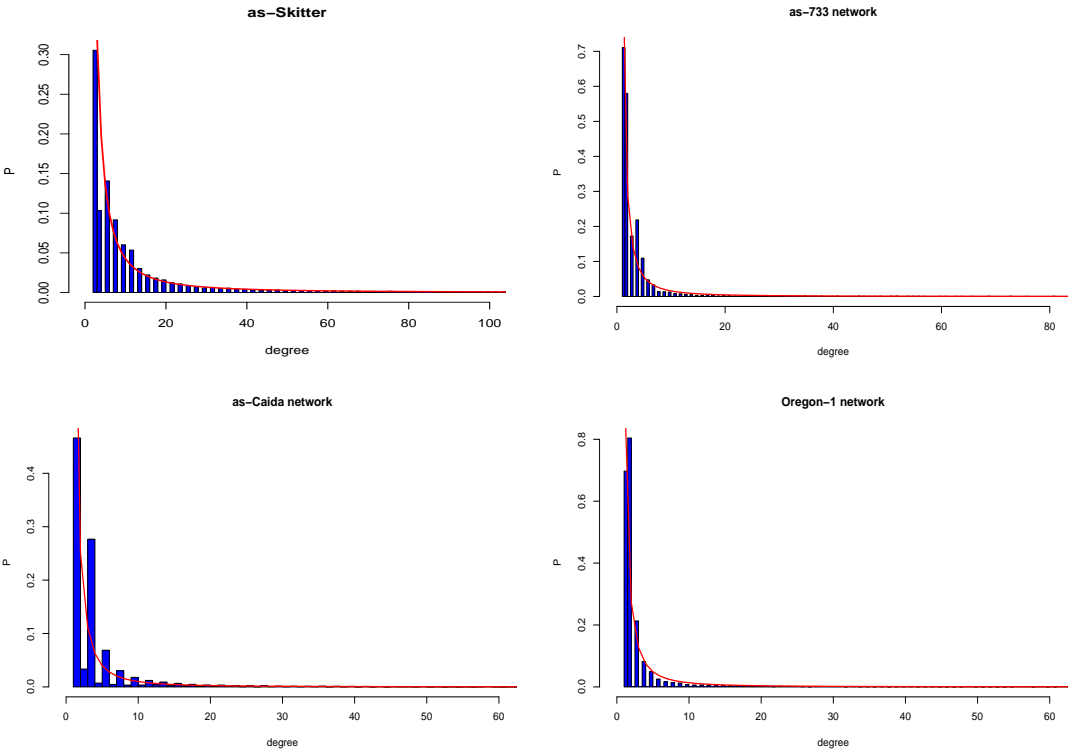 as−Skitter
P
0.00 0.05 0.10 0.15 0.20 0.25 0.30
0 20 40 60 80 100
degree
as−733 network
P
0.0 0.1 0.2 0.3 0.4 0.5 0.6 0.7
0 20 40 60 80
degree
as−Caida network
P
0.0 0.1 0.2 0.3 0.4
0 10 20 30 40 50 60
degree
Oregon−1 network
P
0.0 0.2 0.4 0.6 0.8
0 10 20 30 40 50 60
degree